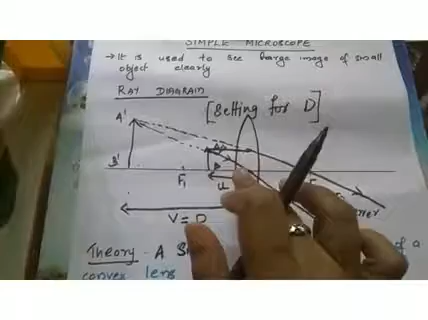 SIMPLE MICROSCOPE
→ It is used to see large image of small
object clearly
RAY DIAGRAM
[Setting for D]
A'
A
B'
B
F₁
u
V = D
Theory - A S of a
convex lens